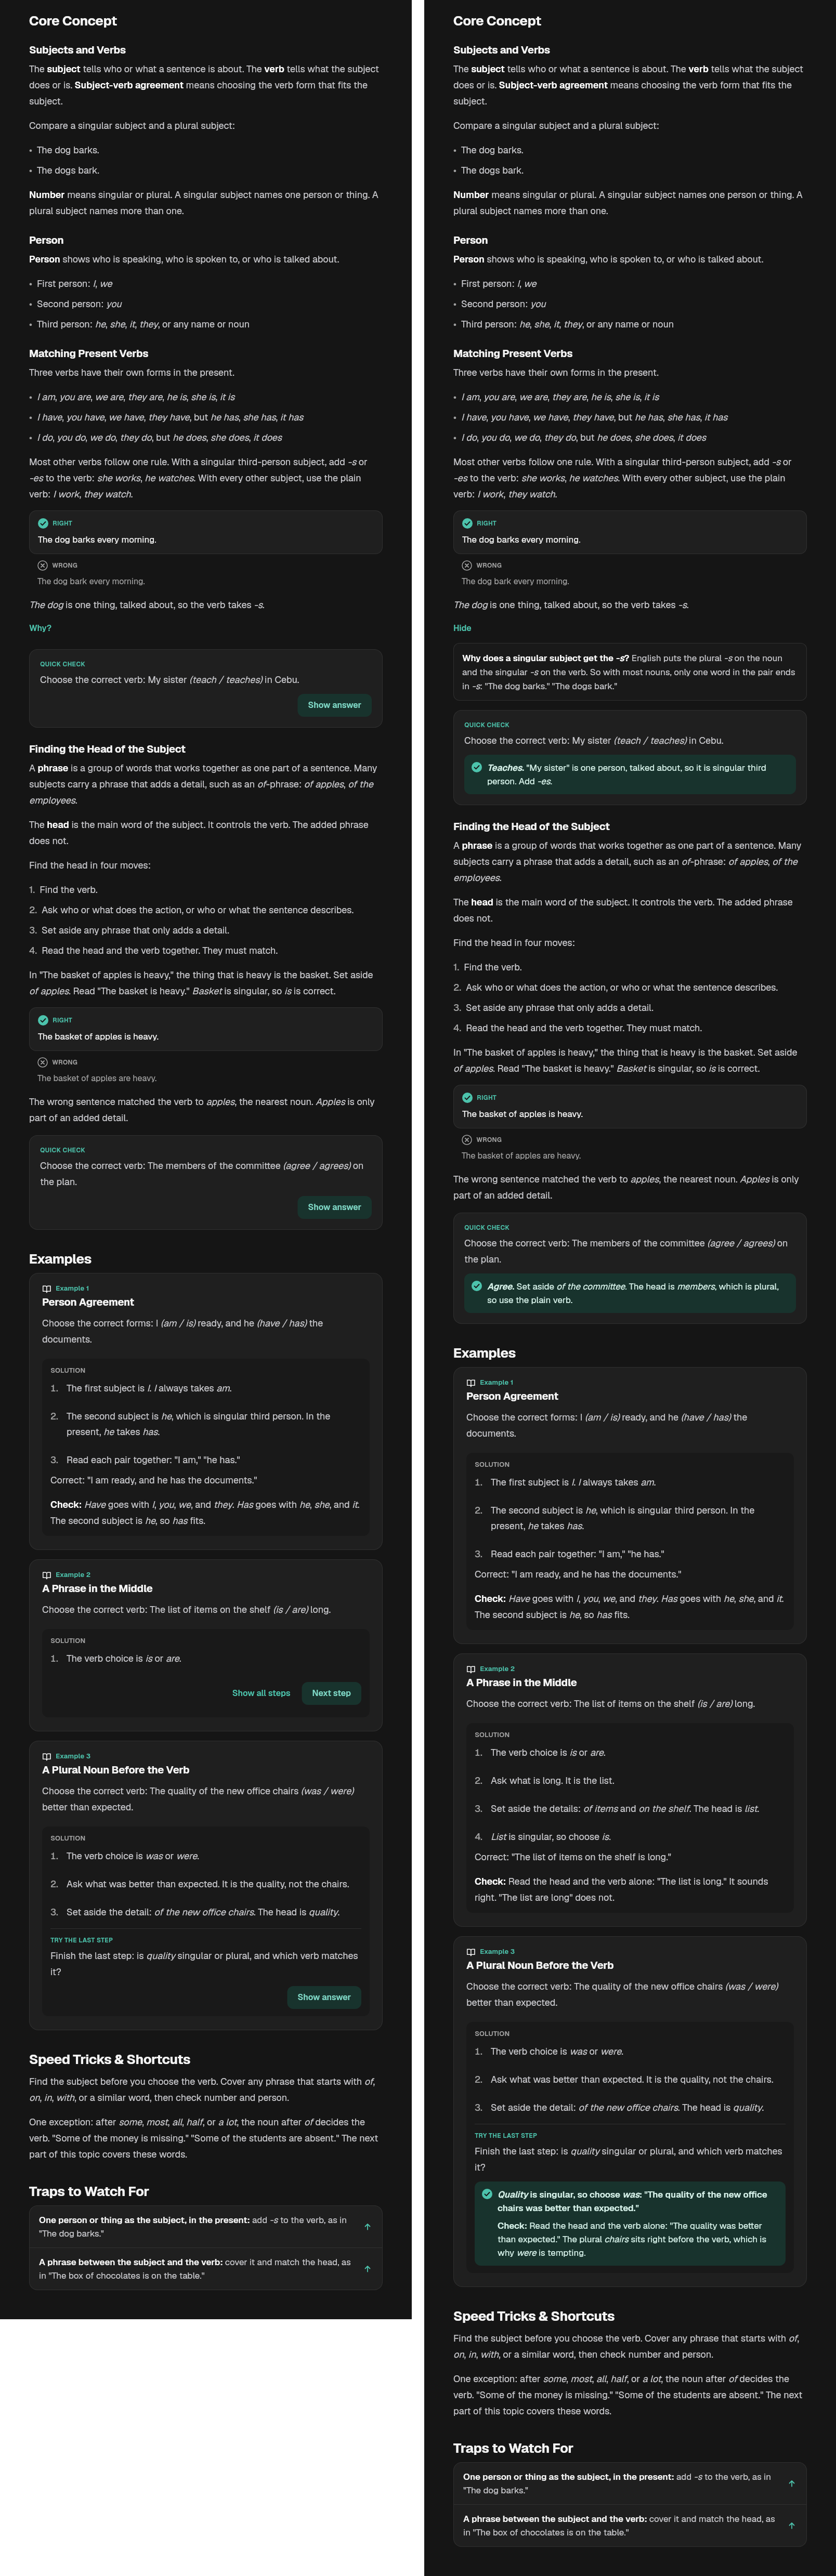 Core Concept
Subjects and Verbs
The subject tells who or what a sentence is about. The verb tells what the subject
does or is. Subject-verb agreement means choosing the verb form that fits the
subject.
Compare a singular subject and a plural subject:
• The dog barks.
• The dogs bark.
Number means singular or plural. A singular subject names one person or thing. A
plural subject names more than one.
Person
Person shows who is speaking, who is spoken to, or who is talked about.
• First person: I, we
• Second person: you
• Third person: he, she, it, they, or any name or noun
Matching Present Verbs
Three verbs have their own forms in the present.
• I am, you are, we are, they are, he is, she is, it is
• I have, you have, we have, they have, but he has, she has, it has
• I do, you do, we do, they do, but he does, she does, it does
Most other verbs follow one rule. With a singular third-person subject, add -s or
-es to the verb: she works, he watches. With every other subject, use the plain
verb: I work, they watch.
RIGHT
The dog barks every morning.
WRONG
The dog bark every morning.
The dog is one thing, talked about, so the verb takes -s.
Why?
QUICK CHECK
Choose the correct verb: My sister (teach / teaches) in Cebu.
Show answer
Finding the Head of the Subject
A phrase is a group of words that works together as one part of a sentence. Many
subjects carry a phrase that adds a detail, such as an of-phrase: of apples, of the
employees.
The head is the main word of the subject. It controls the verb. The added phrase
does not.
Find the head in four moves:
1. Find the verb.
2. Ask who or what does the action, or who or what the sentence describes.
3. Set aside any phrase that only adds a detail.
4. Read the head and the verb together. They must match.
In "The basket of apples is heavy," the thing that is heavy is the basket. Set aside
of apples. Read "The basket is heavy." Basket is singular, so is is correct.
RIGHT
The basket of apples is heavy.
WRONG
The basket of apples are heavy.
The wrong sentence matched the verb to apples, the nearest noun. Apples is only
part of an added detail.
QUICK CHECK
Choose the correct verb: The members of the committee (agree / agrees) on
the plan.
Show answer
Examples
Example 1
Person Agreement
Choose the correct forms: I (am / is) ready, and he (have / has) the
documents.
SOLUTION
1. The first subject is I. I always takes am.
2. The second subject is he, which is singular third person. In the
present, he takes has.
3. Read each pair together: "I am," "he has."
Correct: "I am ready, and he has the documents."
Check: Have goes with I, you, we, and they. Has goes with he, she, and it.
The second subject is he, so has fits.
Example 2
A Phrase in the Middle
Choose the correct verb: The list of items on the shelf (is / are) long.
SOLUTION
1. The verb choice is is or are.
Show all steps
Next step
Example 3
A Plural Noun Before the Verb
Choose the correct verb: The quality of the new office chairs (was / were)
better than expected.
SOLUTION
1. The verb choice is was or were.
2. Ask what was better than expected. It is the quality, not the chairs.
3. Set aside the detail: of the new office chairs. The head is quality.
TRY THE LAST STEP
Finish the last step: is quality singular or plural, and which verb matches
it?
Show answer
Speed Tricks & Shortcuts
Find the subject before you choose the verb. Cover any phrase that starts with of,
on, in, with, or a similar word, then check number and person.
One exception: after some, most, all, half, or a lot, the noun after of decides the
verb. "Some of the money is missing." "Some of the students are absent." The next
part of this topic covers these words.
Traps to Watch For
One person or thing as the subject, in the present: add -s to the verb, as in
"The dog barks."
A phrase between the subject and the verb: cover it and match the head, as
in "The box of chocolates is on the table."
Core Concept
Subjects and Verbs
The subject tells who or what a sentence is about. The verb tells what the subject
does or is. Subject-verb agreement means choosing the verb form that fits the
subject.
Compare a singular subject and a plural subject:
• The dog barks.
• The dogs bark.
Number means singular or plural. A singular subject names one person or thing. A
plural subject names more than one.
Person
Person shows who is speaking, who is spoken to, or who is talked about.
• First person: I, we
• Second person: you
• Third person: he, she, it, they, or any name or noun
Matching Present Verbs
Three verbs have their own forms in the present.
• I am, you are, we are, they are, he is, she is, it is
• I have, you have, we have, they have, but he has, she has, it has
• I do, you do, we do, they do, but he does, she does, it does
Most other verbs follow one rule. With a singular third-person subject, add -s or
-es to the verb: she works, he watches. With every other subject, use the plain
verb: I work, they watch.
RIGHT
The dog barks every morning.
WRONG
The dog bark every morning.
The dog is one thing, talked about, so the verb takes -s.
Hide
Why does a singular subject get the -s? English puts the plural -s on the noun
and the singular -s on the verb. So with most nouns, only one word in the pair ends
in -s: "The dog barks." "The dogs bark."
QUICK CHECK
Choose the correct verb: My sister (teach / teaches) in Cebu.
Teaches. "My sister" is one person, talked about, so it is singular third
person. Add -es.
Finding the Head of the Subject
A phrase is a group of words that works together as one part of a sentence. Many
subjects carry a phrase that adds a detail, such as an of-phrase: of apples, of the
employees.
The head is the main word of the subject. It controls the verb. The added phrase
does not.
Find the head in four moves:
1. Find the verb.
2. Ask who or what does the action, or who or what the sentence describes.
3. Set aside any phrase that only adds a detail.
4. Read the head and the verb together. They must match.
In "The basket of apples is heavy," the thing that is heavy is the basket. Set aside
of apples. Read "The basket is heavy." Basket is singular, so is is correct.
RIGHT
The basket of apples is heavy.
WRONG
The basket of apples are heavy.
The wrong sentence matched the verb to apples, the nearest noun. Apples is only
part of an added detail.
QUICK CHECK
Choose the correct verb: The members of the committee (agree / agrees) on
the plan.
Agree. Set aside of the committee. The head is members, which is plural,
so use the plain verb.
Examples
Example 1
Person Agreement
Choose the correct forms: I (am / is) ready, and he (have / has) the
documents.
SOLUTION
1. The first subject is I. I always takes am.
2. The second subject is he, which is singular third person. In the
present, he takes has.
3. Read each pair together: "I am," "he has."
Correct: "I am ready, and he has the documents."
Check: Have goes with I, you, we, and they. Has goes with he, she, and it.
The second subject is he, so has fits.
Example 2
A Phrase in the Middle
Choose the correct verb: The list of items on the shelf (is / are) long.
SOLUTION
1. The verb choice is is or are.
2. Ask what is long. It is the list.
3. Set aside the details: of items and on the shelf. The head is list.
4. List is singular, so choose is.
Correct: "The list of items on the shelf is long."
Check: Read the head and the verb alone: "The list is long." It sounds
right. "The list are long" does not.
Example 3
A Plural Noun Before the Verb
Choose the correct verb: The quality of the new office chairs (was / were)
better than expected.
SOLUTION
1. The verb choice is was or were.
2. Ask what was better than expected. It is the quality, not the chairs.
3. Set aside the detail: of the new office chairs. The head is quality.
TRY THE LAST STEP
Finish the last step: is quality singular or plural, and which verb matches
it?
Quality is singular, so choose was: "The quality of the new office
chairs was better than expected."
Check: Read the head and the verb alone: "The quality was better
than expected." The plural chairs sits right before the verb, which is
why were is tempting.
Speed Tricks & Shortcuts
Find the subject before you choose the verb. Cover any phrase that starts with of,
on, in, with, or a similar word, then check number and person.
One exception: after some, most, all, half, or a lot, the noun after of decides the
verb. "Some of the money is missing." "Some of the students are absent." The next
part of this topic covers these words.
Traps to Watch For
One person or thing as the subject, in the present: add -s to the verb, as in
"The dog barks."
A phrase between the subject and the verb: cover it and match the head, as
in "The box of chocolates is on the table."